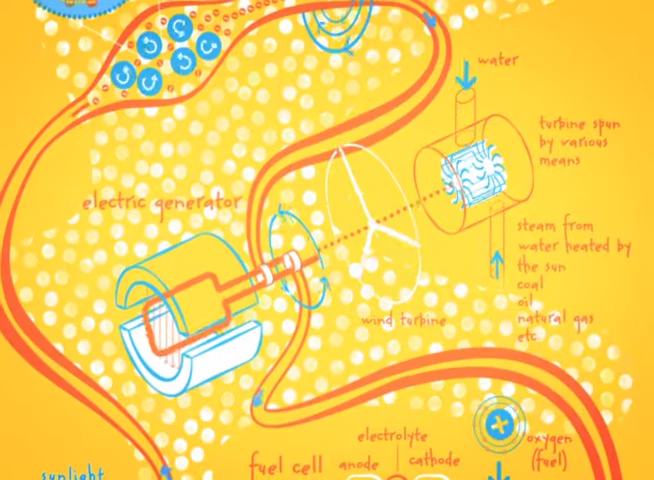 water
turbine spun
by various
means
electric generator
steam from
water heated by
the sun
coal
oil
natural gas
etc
wind turbine
electrolyte
fuel cell
anode
cathode
oxygen
(fuel)
sunlight